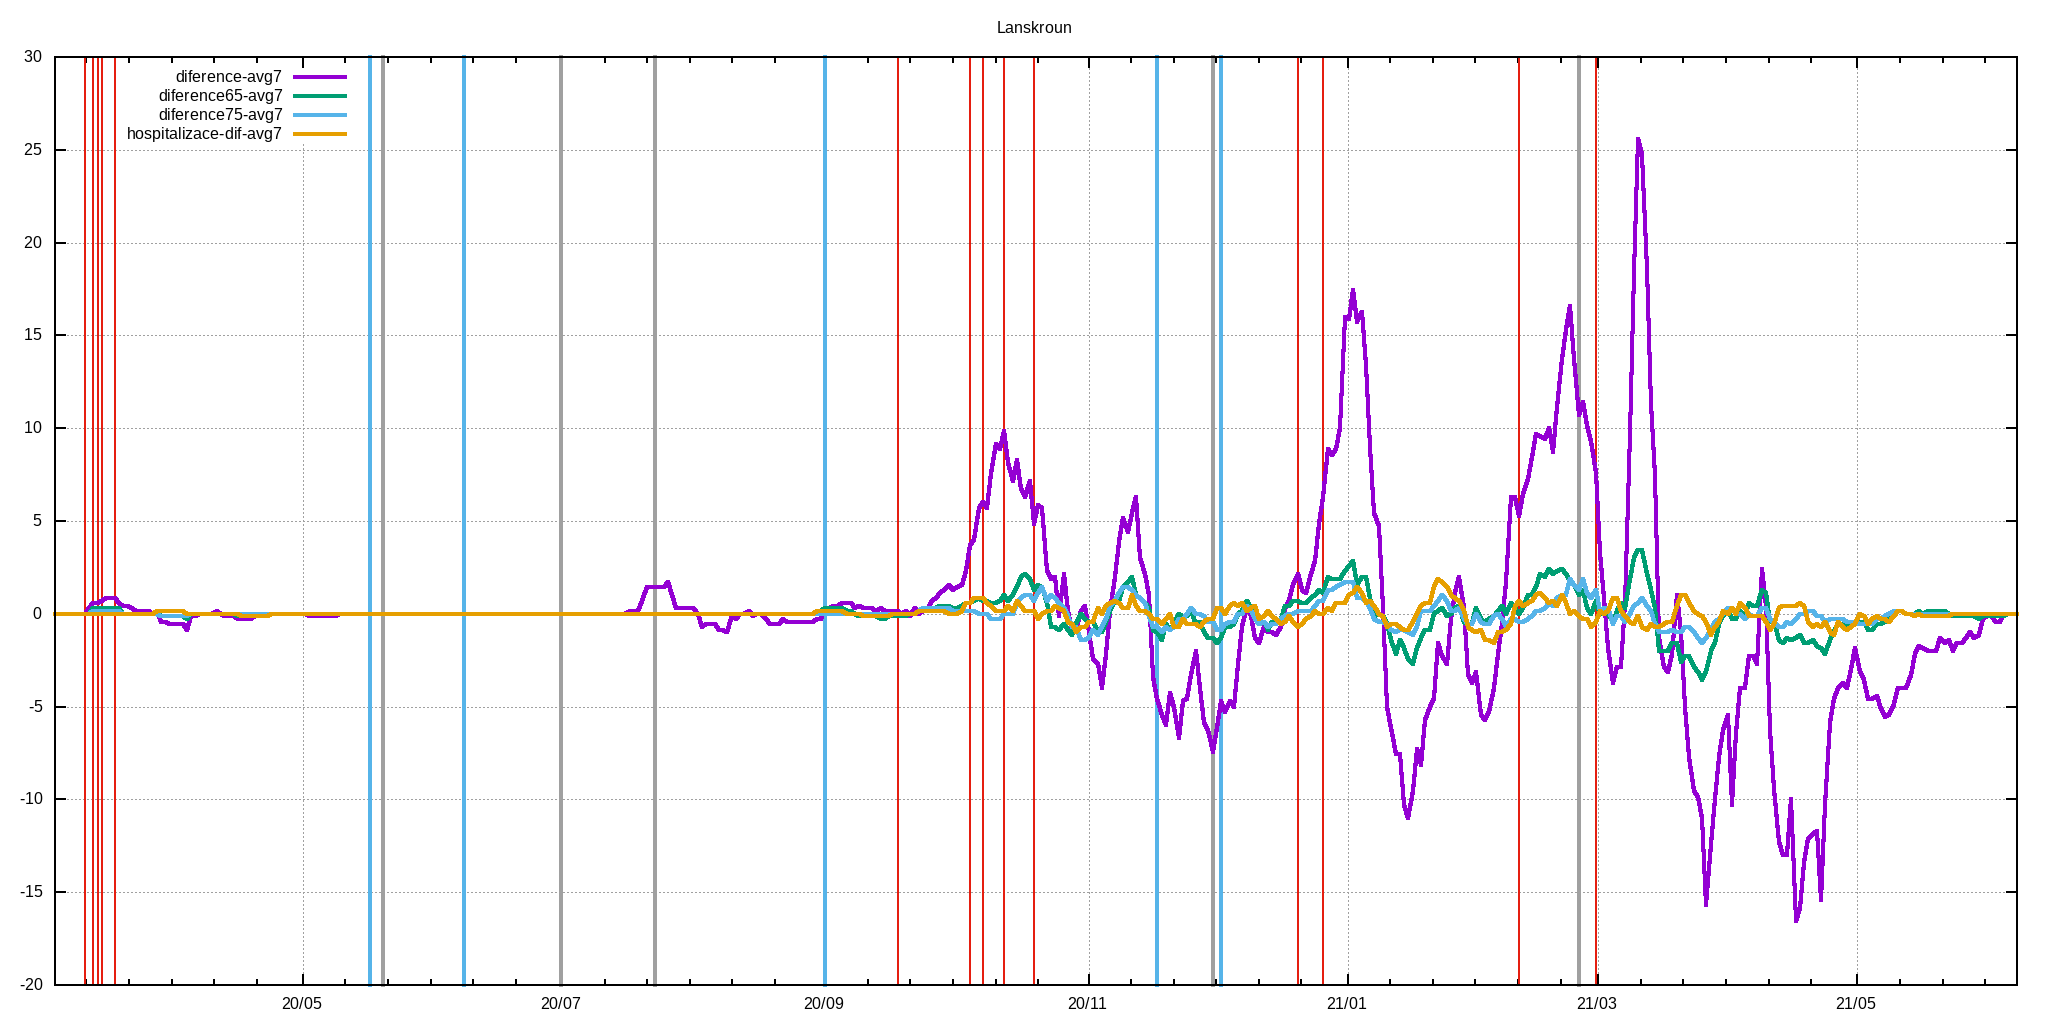 Lanskroun
30
25
20
15
10
5
0
-5
-10
-15
-20
diference-avg7
diference65-avg7
diference75-avg7
hospitalizace-dif-avg7
20/05 20/07 20/09 20/11 21/01 21/03 21/05